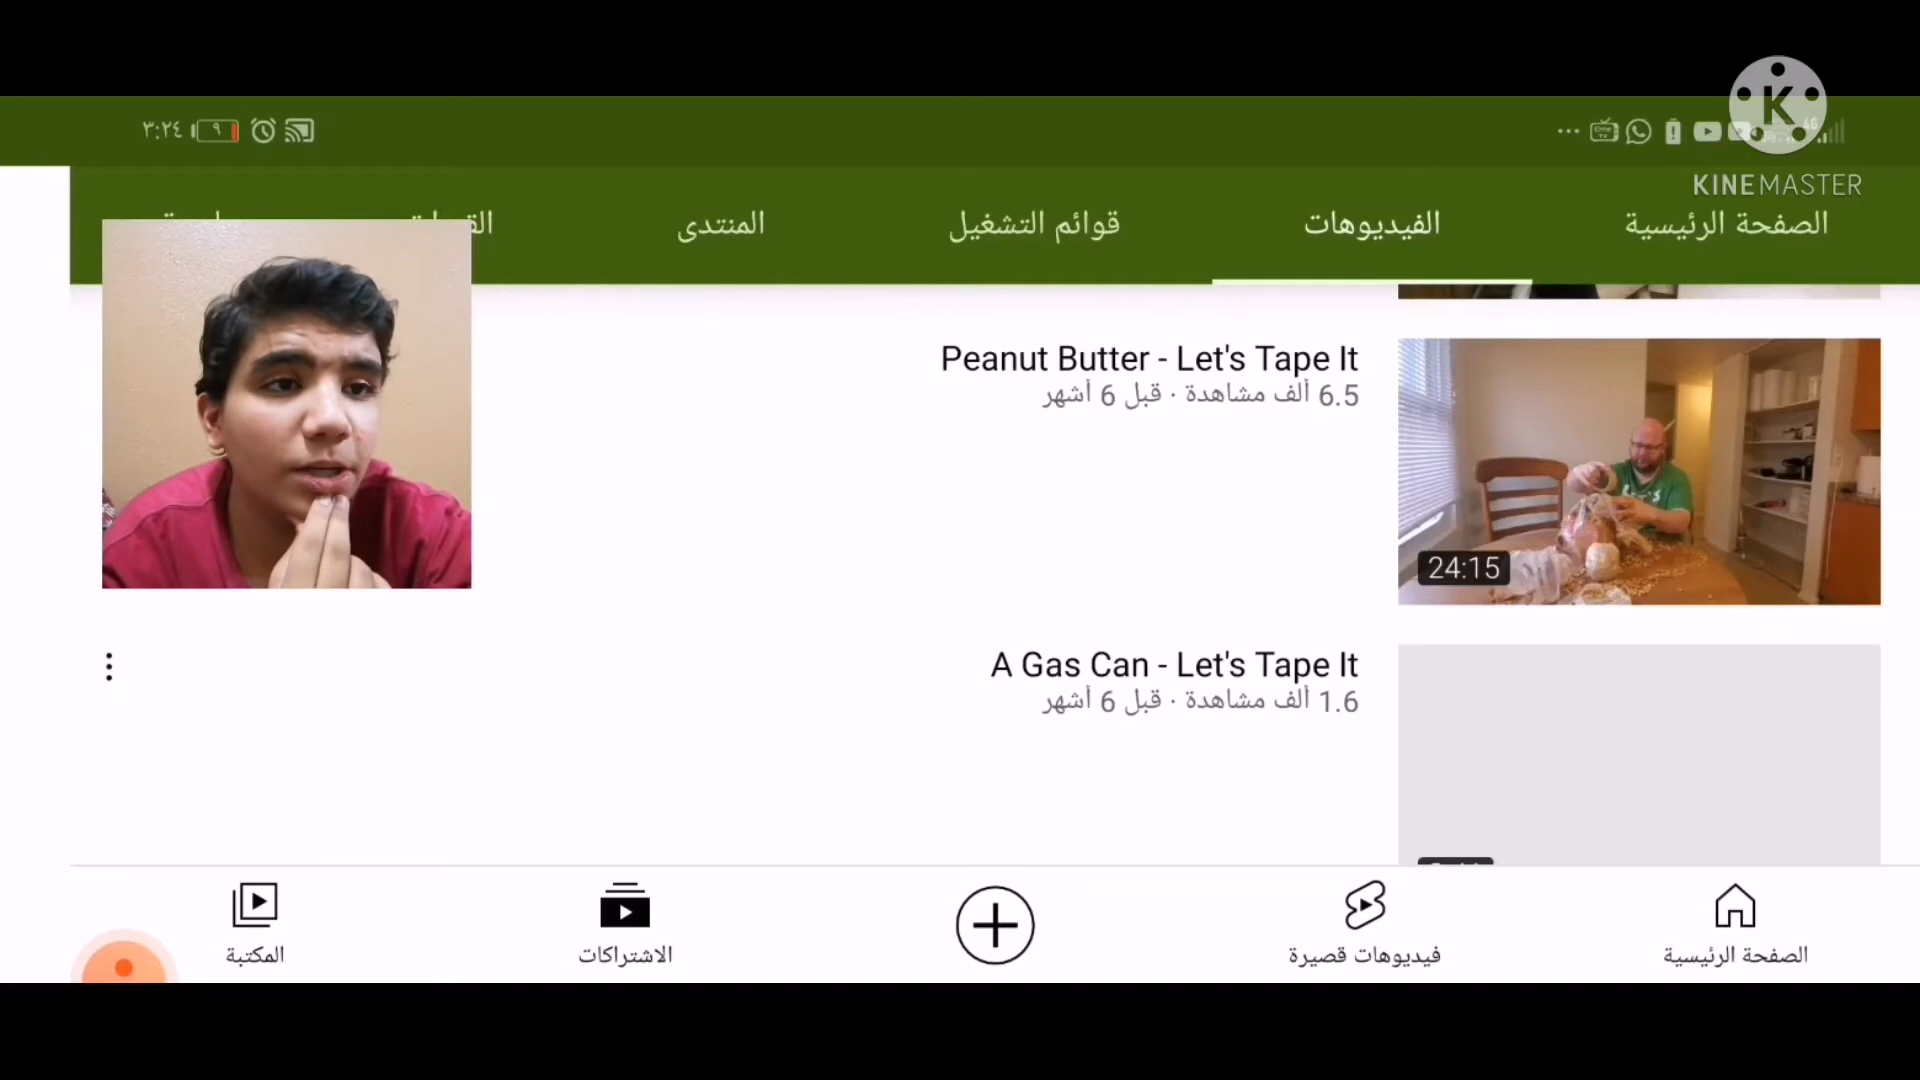 ٣:٢٤
٩
4G
KINEMASTER
الصفحة الرئيسية
الفيديوهات
قوائم التشغيل
المنتدى
Peanut Butter - Let's Tape It
6.5 ألف مشاهدة · قبل 6 أشهر
24:15
A Gas Can - Let's Tape It
1.6 ألف مشاهدة · قبل 6 أشهر
الصفحة الرئيسية
فيديوهات قصيرة
الاشتراكات
المكتبة